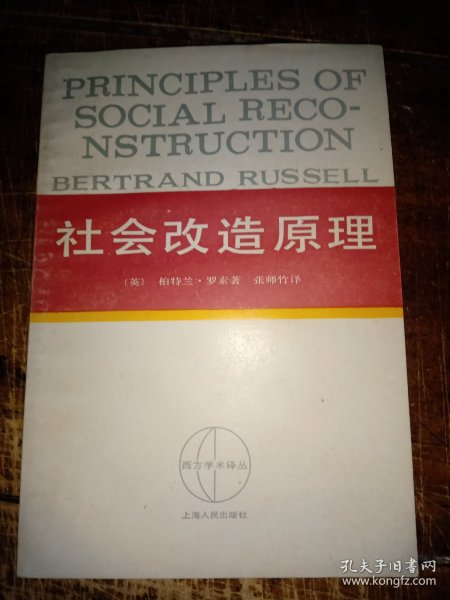 PRINCIPLES OF
SOCIAL RECO-
NSTRUCTION
BERTRAND RUSSELL
社会改造原理
〔英〕 柏特兰·罗素著 张师竹译
西方学术译丛
上海人民出版社
孔夫子旧书网
www.kongfz.com